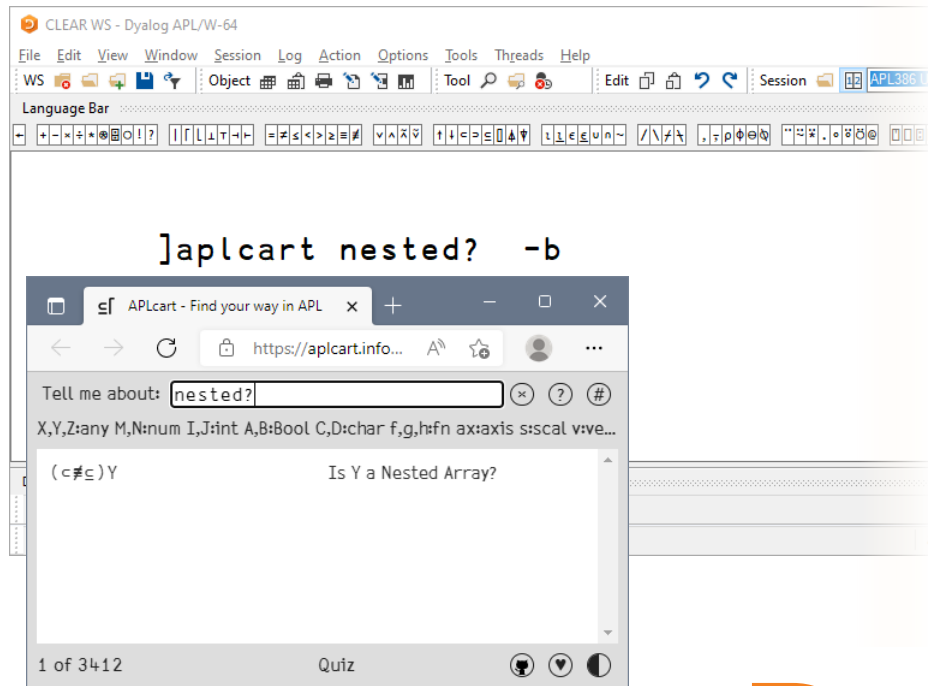 CLEAR WS - Dyalog APL/W-64
File Edit View Window Session Log Action Options Tools Threads Help
WS Object Tool Edit Session APL386 U
Language Bar
← + - × ÷ * ⍟ ⌹ ○ ! ? | ⌈ ⌊ ⊥ ⊤ ⊣ ⊢ = ≠ ≤ < > ≥ ≡ ≢ ∨ ∧ ⍲ ⍱ ↑ ↓ ⊂ ⊃ ⊆ ⌷ ⍋ ⍒ ⍳ ⍸ ∊ ⍷ ∪ ∩ ~ / \ ⌿ ⍀ , ⍪ ⍴ ⌽ ⊖ ⍉ ¨ ⍨ ⍣ . ∘ ⍤ ⍥ @
]aplcart nested? -b
APLcart - Find your way in APL
https://aplcart.info...
Tell me about: nested?
X,Y,Z:any M,N:num I,J:int A,B:Bool C,D:char f,g,h:fn ax:axis s:scal v:ve...
(⊂≢⊆)Y Is Y a Nested Array?
1 of 3412 Quiz